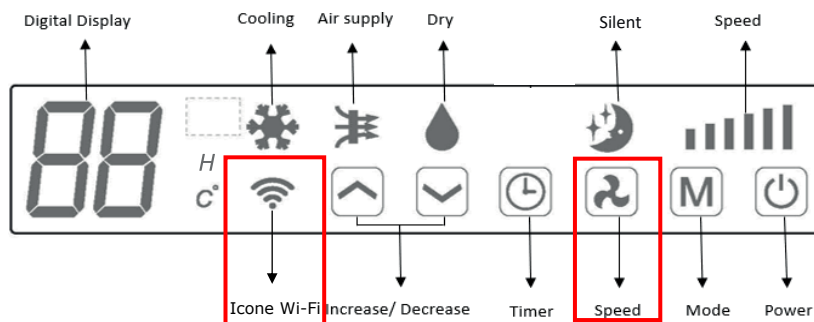 Digital Display
Cooling
Air supply
Dry
Silent
Speed
88
H
C°
M
Icone Wi-Fi
Increase/ Decrease
Timer
Speed
Mode
Power